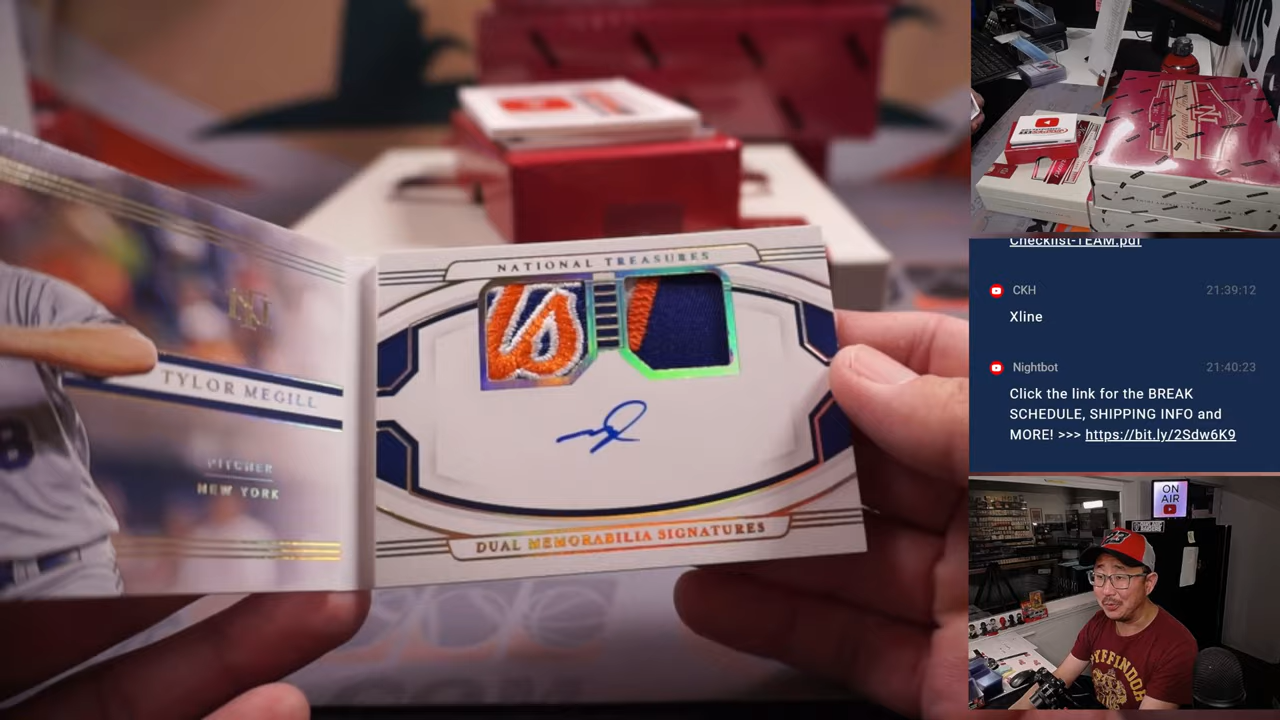 NATIONAL TREASURES
DUAL MEMORABILIA SIGNATURES
TYLOR MEGILL
PITCHER
NEW YORK
Checklist-TEAM.pdf
CKH 21:39:12
Xline
Nightbot 21:40:23
Click the link for the BREAK
SCHEDULE, SHIPPING INFO and
MORE! >>> https://bit.ly/2Sdw6K9
ON
AIR